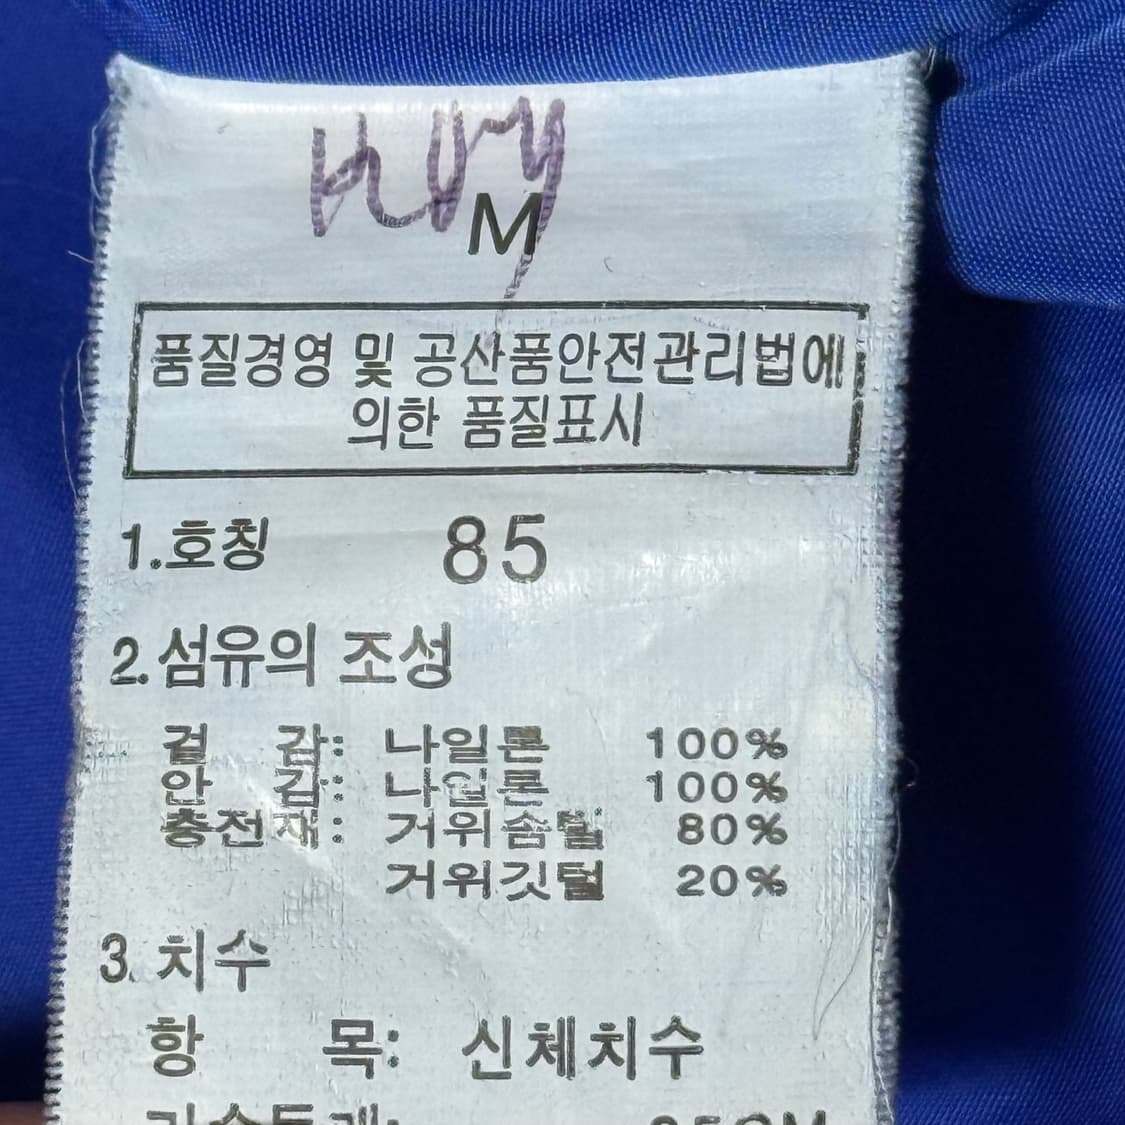 M
품질경영 및 공산품안전관리법에
의한 품질표시
1.호칭 85
2.섬유의 조성
겉 감: 나일론 100%
안 감: 나일론 100%
충전재: 거위솜털 80%
거위깃털 20%
3. 치수
항 목: 신체치수